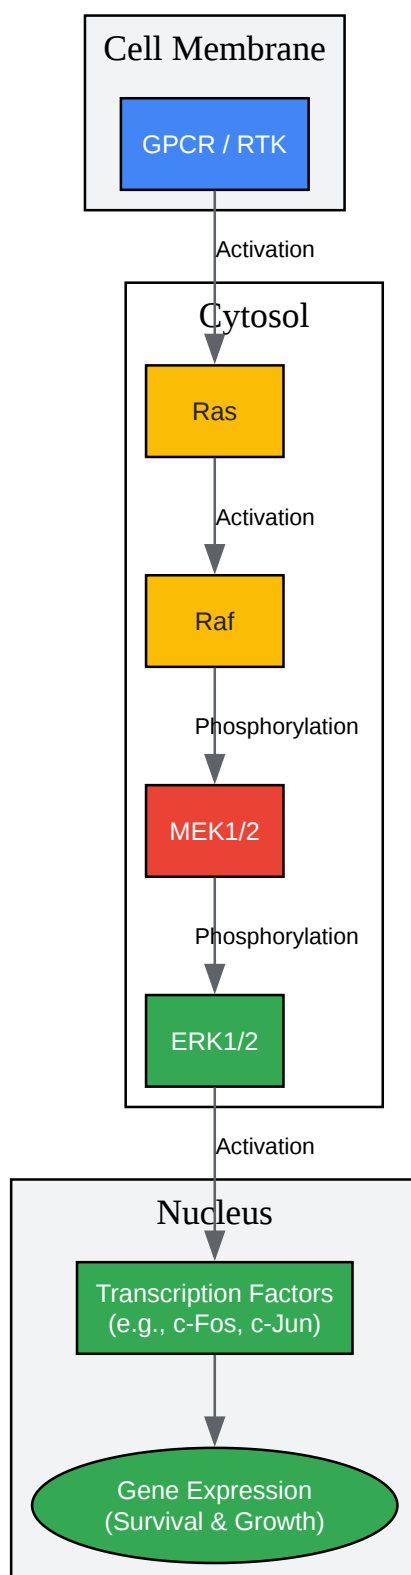 Cell Membrane
GPCR / RTK
Activation
Cytosol
Ras
Activation
Raf
Phosphorylation
MEK1/2
Phosphorylation
ERK1/2
Activation
Nucleus
Transcription Factors
(e.g., c-Fos, c-Jun)
Gene Expression
(Survival & Growth)